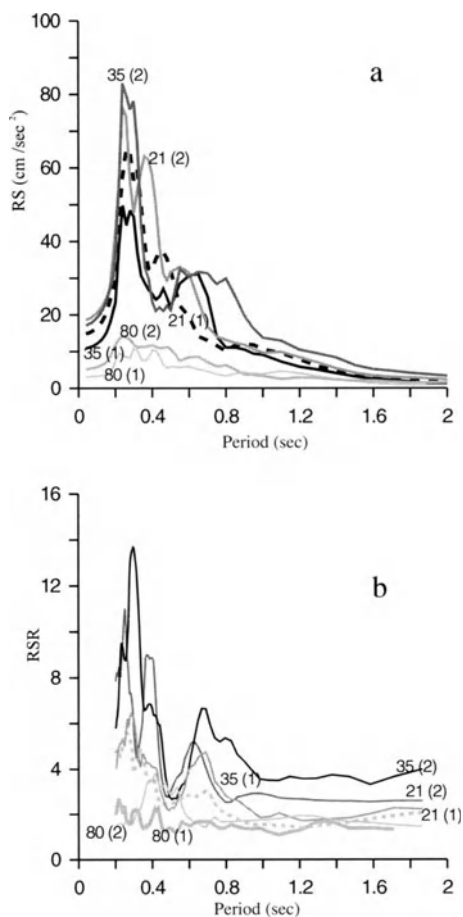 a
100
80
60
40
20
0
RS (cm/sec²)
35 (2)
21 (2)
21 (1)
80 (2)
35 (1)
80 (1)
0 0.4 0.8 1.2 1.6 2
Period (sec)
b
16
12
8
4
0
RSR
35 (2)
35 (1)
21 (2)
21 (1)
80 (2)
80 (1)
0 0.4 0.8 1.2 1.6 2
Period (sec)